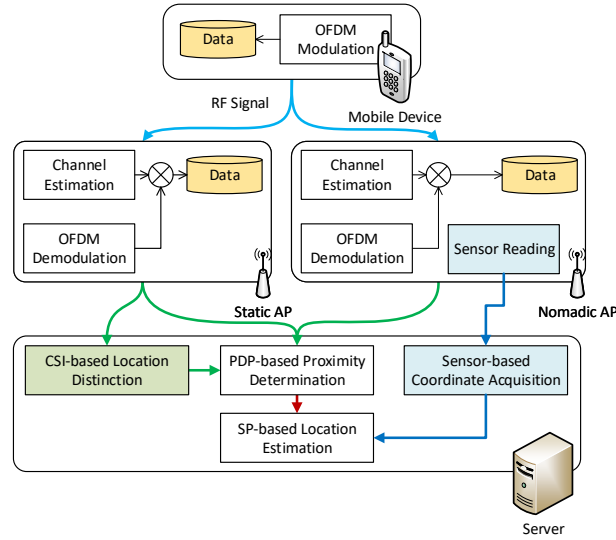 Data
OFDM
Modulation
RF Signal
Mobile Device
Channel
Estimation
Data
OFDM
Demodulation
Static AP
Channel
Estimation
Data
OFDM
Demodulation
Sensor Reading
Nomadic AP
CSI-based Location
Distinction
PDP-based Proximity
Determination
Sensor-based
Coordinate Acquisition
SP-based Location
Estimation
Server